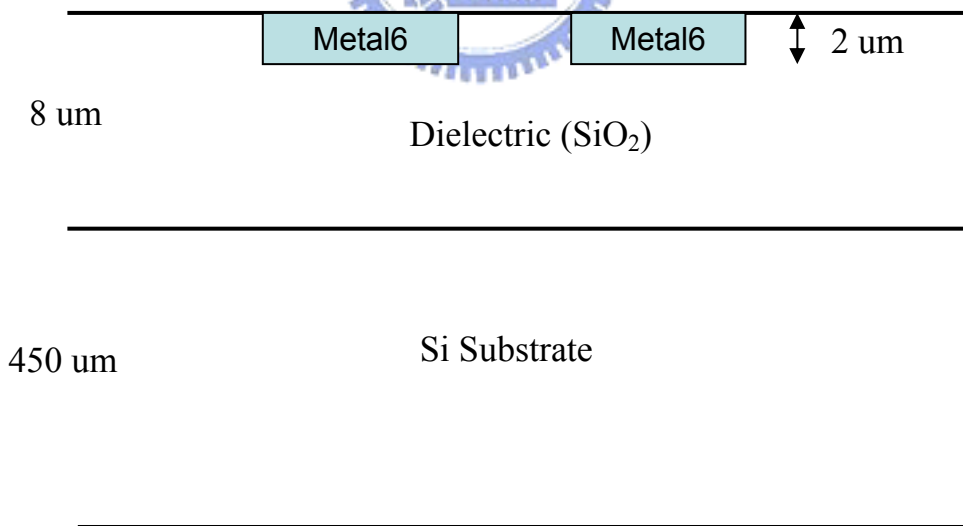 Metal6 Metal6 2 um
8 um
Dielectric (SiO₂)
Si Substrate
450 um